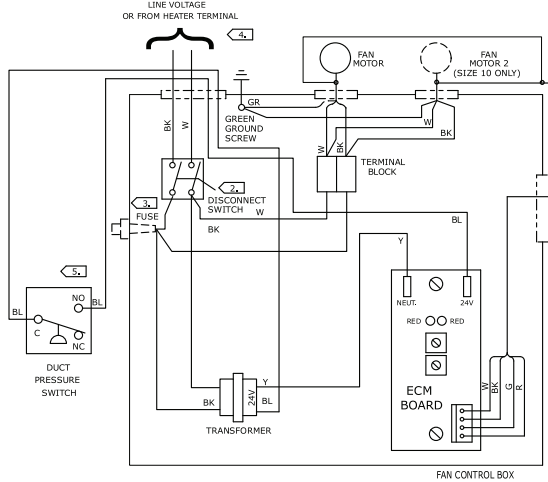 LINE VOLTAGE
OR FROM HEATER TERMINAL
4.
FAN
MOTOR
FAN
MOTOR 2
(SIZE 10 ONLY)
GR
GREEN
GROUND
SCREW
BK
W
W
BK
W
BK
TERMINAL
BLOCK
2.
DISCONNECT
SWITCH
3.
FUSE
W
BK
BL
Y
5.
NO
BL
BL
C
NC
DUCT
PRESSURE
SWITCH
NEUT.
24V
RED
RED
ECM
BOARD
W
BK
G
R
Y
24V
BK
BL
TRANSFORMER
FAN CONTROL BOX